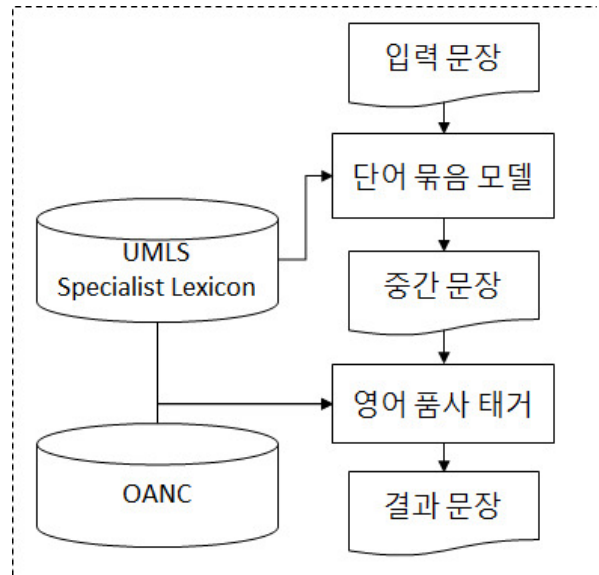 입력 문장
단어 묶음 모델
UMLS
Specialist Lexicon
중간 문장
영어 품사 태거
OANC
결과 문장